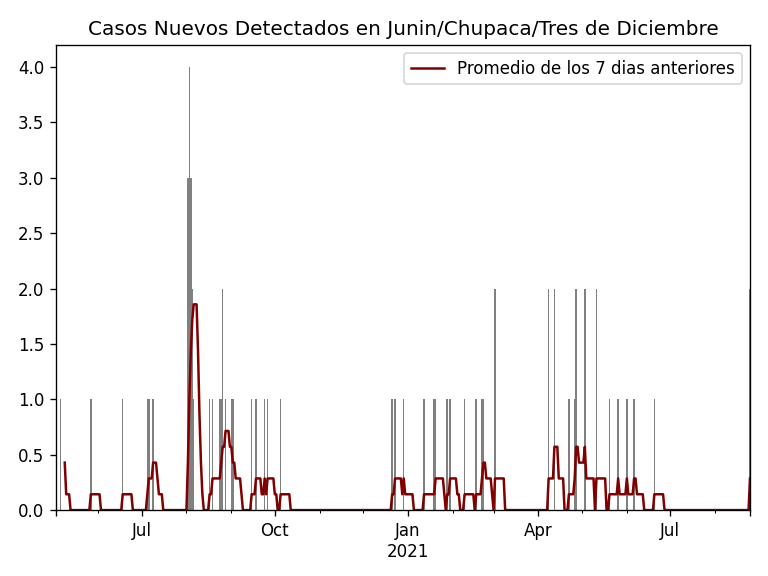 Casos Nuevos Detectados en Junin/Chupaca/Tres de Diciembre
Promedio de los 7 dias anteriores
4.0
3.5
3.0
2.5
2.0
1.5
1.0
0.5
0.0
Jul
Oct
Jan
Apr
Jul
2021